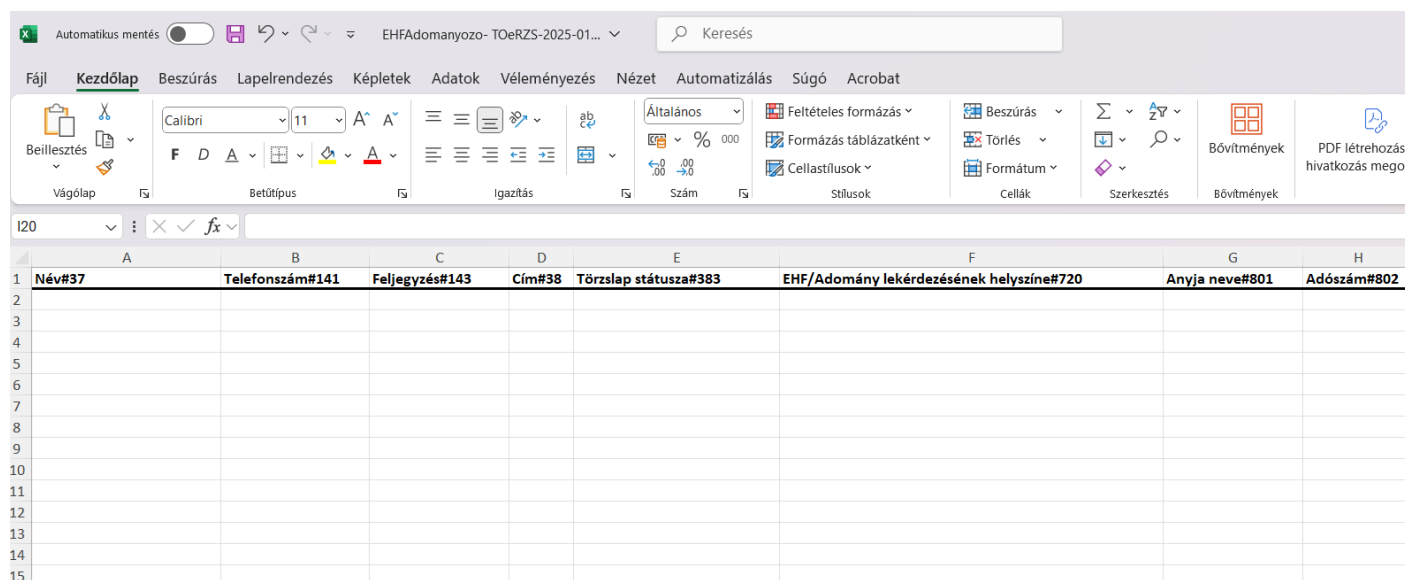 Automatikus mentés
EHFAdomanyozo- TOeRZS-2025-01...
Keresés
Fájl Kezdőlap Beszúrás Lapelrendezés Képletek Adatok Véleményezés Nézet Automatizálás Súgó Acrobat
Beillesztés
Vágólap
Calibri 11
F D A
Betűtípus
Igazítás
Általános
% 000
Szám
Feltételes formázás
Formázás táblázatként
Cellastílusok
Stílusok
Beszúrás
Törlés
Formátum
Cellák
Szerkesztés
Bővítmények
Bővítmények
PDF létrehozás
hivatkozás mego
I20
fx
A B C D E F G H
1 Név#37 Telefonszám#141 Feljegyzés#143 Cím#38 Törzslap státusza#383 EHF/Adomány lekérdezésének helyszíne#720 Anyja neve#801 Adószám#802
2
3
4
5
6
7
8
9
10
11
12
13
14
15